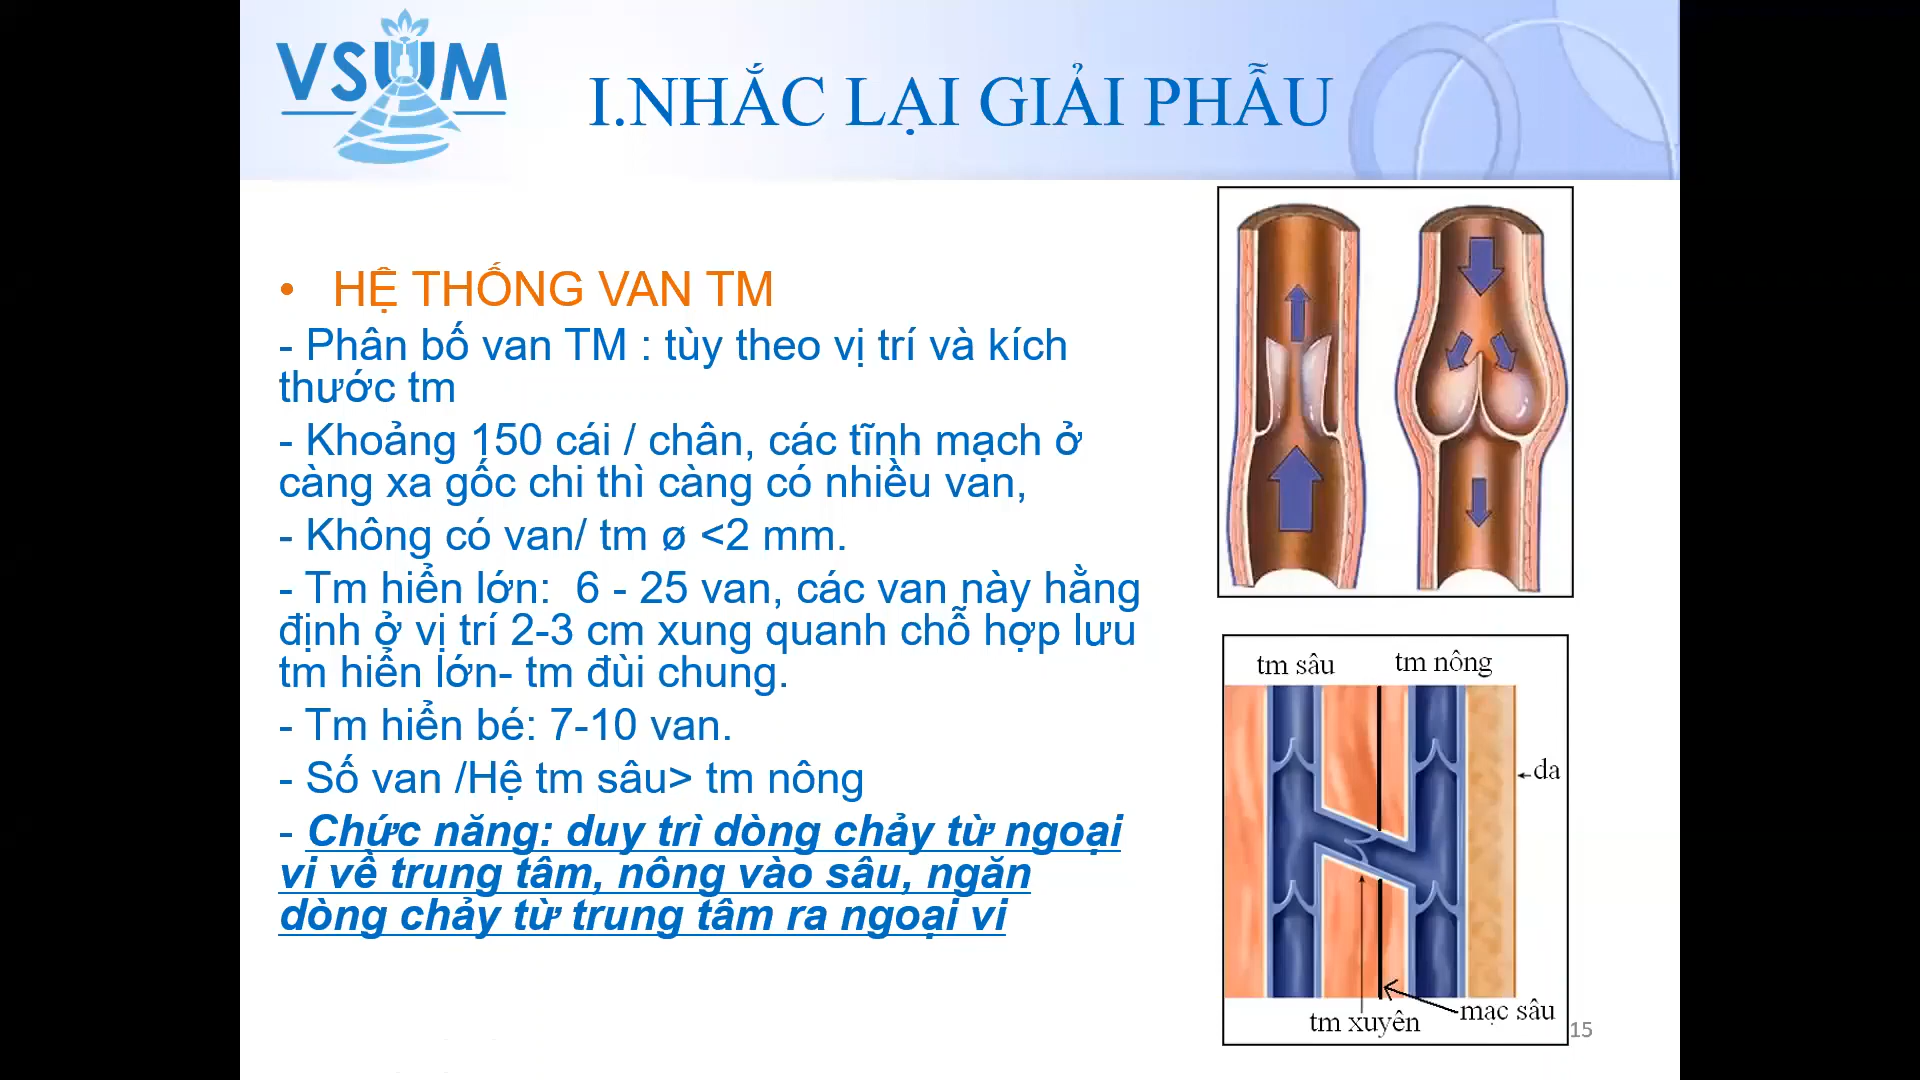 VSUM
I.NHẮC LẠI GIẢI PHẪU
• HỆ THỐNG VAN TM
- Phân bố van TM : tùy theo vị trí và kích
thước tm
- Khoảng 150 cái / chân, các tĩnh mạch ở
càng xa gốc chi thì càng có nhiều van,
- Không có van/ tm ø <2 mm.
- Tm hiển lớn:  6 - 25 van, các van này hằng
định ở vị trí 2-3 cm xung quanh chỗ hợp lưu
tm hiển lớn- tm đùi chung.
- Tm hiển bé: 7-10 van.
- Số van /Hệ tm sâu> tm nông
- Chức năng: duy trì dòng chảy từ ngoại
vi về trung tâm, nông vào sâu, ngăn
dòng chảy từ trung tâm ra ngoại vi
tm sâu
tm nông
da
mạc sâu
tm xuyên
15